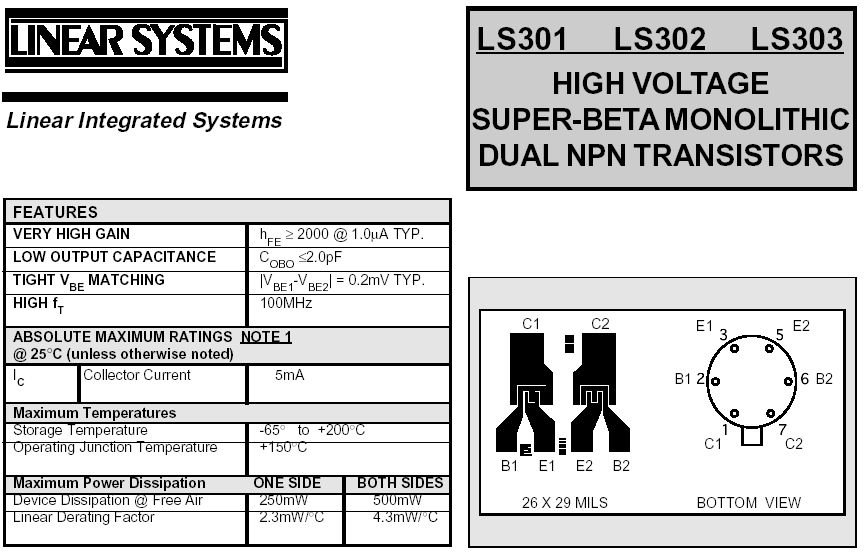 LINEAR SYSTEMS
Linear Integrated Systems
LS301 LS302 LS303
HIGH VOLTAGE
SUPER-BETA MONOLITHIC
DUAL NPN TRANSISTORS
FEATURES
VERY HIGH GAIN hFE ≥ 2000 @ 1.0µA TYP.
LOW OUTPUT CAPACITANCE COBO ≤2.0pF
TIGHT VBE MATCHING |VBE1-VBE2| = 0.2mV TYP.
HIGH fT 100MHz
ABSOLUTE MAXIMUM RATINGS NOTE 1
@ 25°C (unless otherwise noted)
IC Collector Current 5mA
Maximum Temperatures
Storage Temperature -65° to +200°C
Operating Junction Temperature +150°C
Maximum Power Dissipation ONE SIDE BOTH SIDES
Device Dissipation @ Free Air 250mW 500mW
Linear Derating Factor 2.3mW/°C 4.3mW/°C
C1 C2
B1 E1 E2 B2
26 X 29 MILS
E1 3 5 E2
B1 2 6 B2
1 7
C1 C2
BOTTOM VIEW